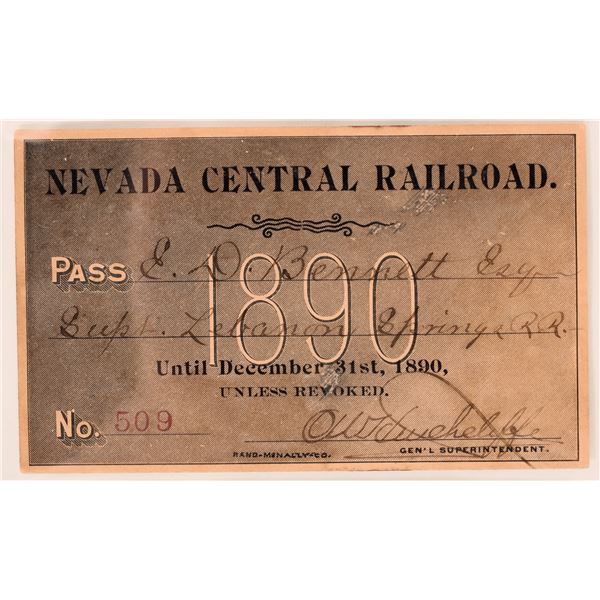 NEVADA CENTRAL RAILROAD.
1890
PASS E. D. Bennett Esq
Supt. Lebanon Springs R.R.
Until December 31st, 1890,
UNLESS REVOKED.
No. 509
RAND-McNALLY & CO.
GEN'L SUPERINTENDENT.